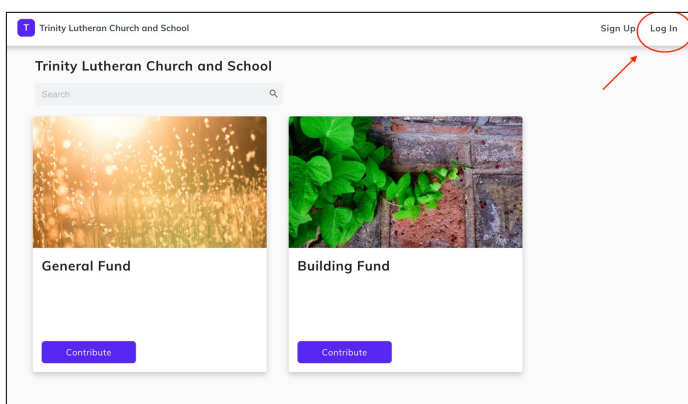 T Trinity Lutheran Church and School Sign Up Log In
Trinity Lutheran Church and School
Search
General Fund Building Fund
Contribute Contribute